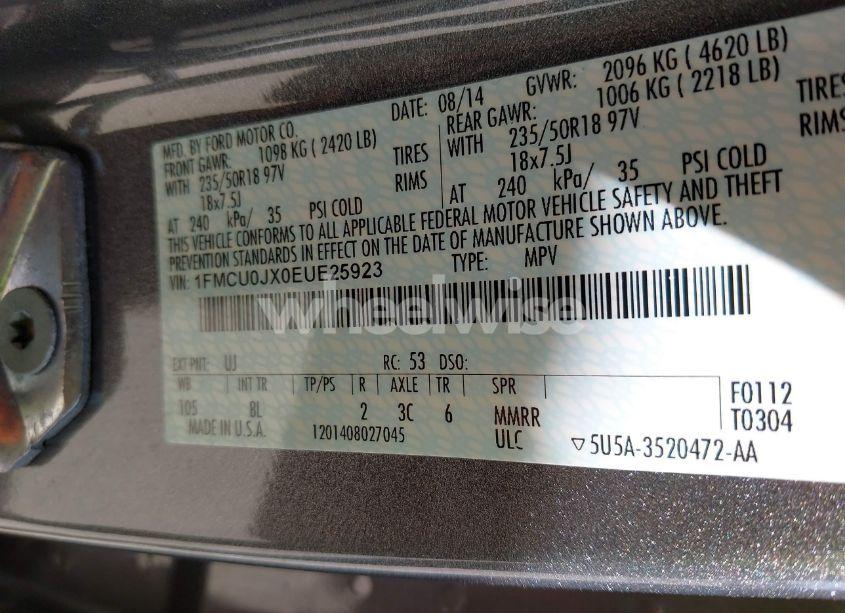 MFD. BY FORD MOTOR CO. DATE: 08/14 GVWR: 2096 KG ( 4620 LB)
FRONT GAWR: 1098 KG ( 2420 LB) REAR GAWR: 1006 KG ( 2218 LB)
WITH 235/50R18 97V TIRES WITH 235/50R18 97V TIRES
18x7.5J RIMS 18x7.5J RIMS
AT 240 kPa/ 35 PSI COLD AT 240 kPa/ 35 PSI COLD
THIS VEHICLE CONFORMS TO ALL APPLICABLE FEDERAL MOTOR VEHICLE SAFETY AND THEFT
PREVENTION STANDARDS IN EFFECT ON THE DATE OF MANUFACTURE SHOWN ABOVE.
VIN: 1FMCU0JX0EUE25923 TYPE: MPV
wheelwise
EXT PNT: UJ RC: 53 DSO:
WB INT TR TP/PS R AXLE TR SPR
105 8L 2 3C 6 MMRR F0112
MADE IN U.S.A. 1201408027045 ULC T0304
▽5U5A-3520472-AA